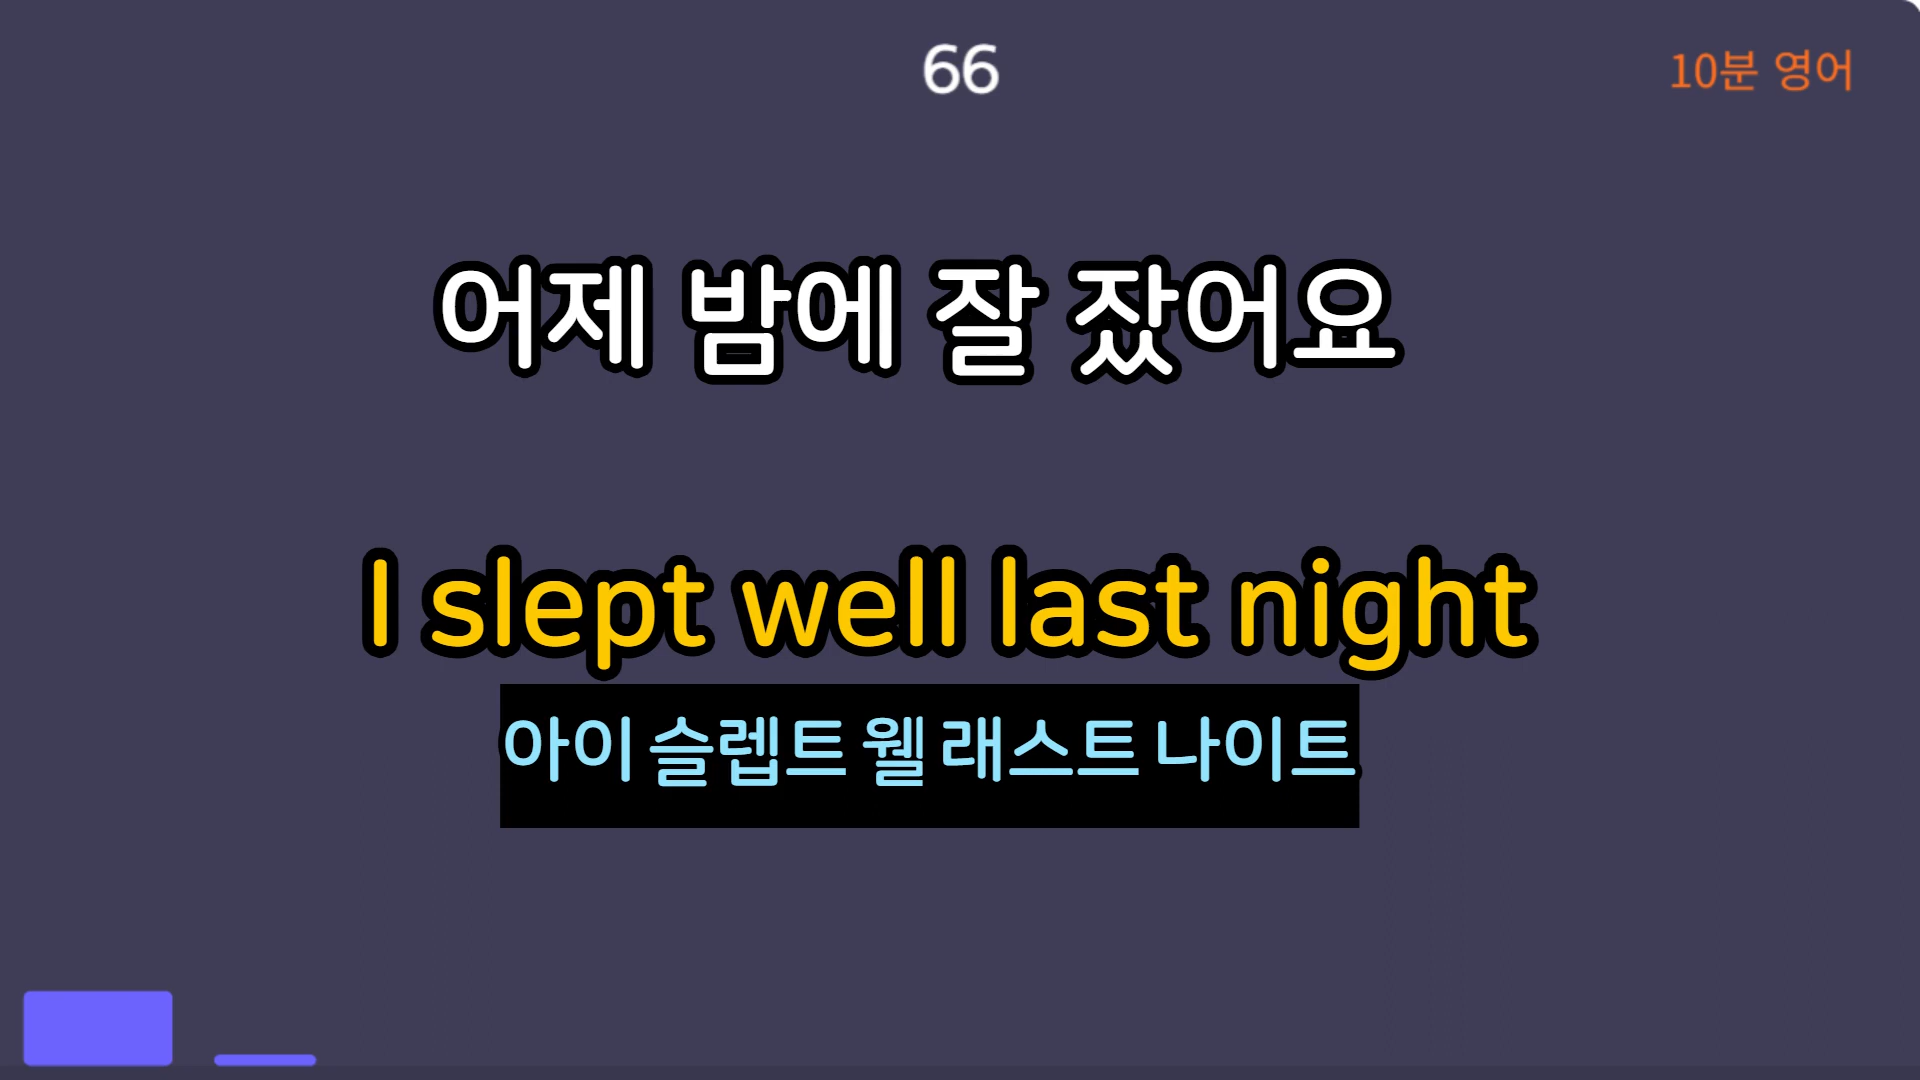 66
10분 영어
어제 밤에 잘 잤어요
I slept well last night
아이 슬렙트 웰 래스트 나이트